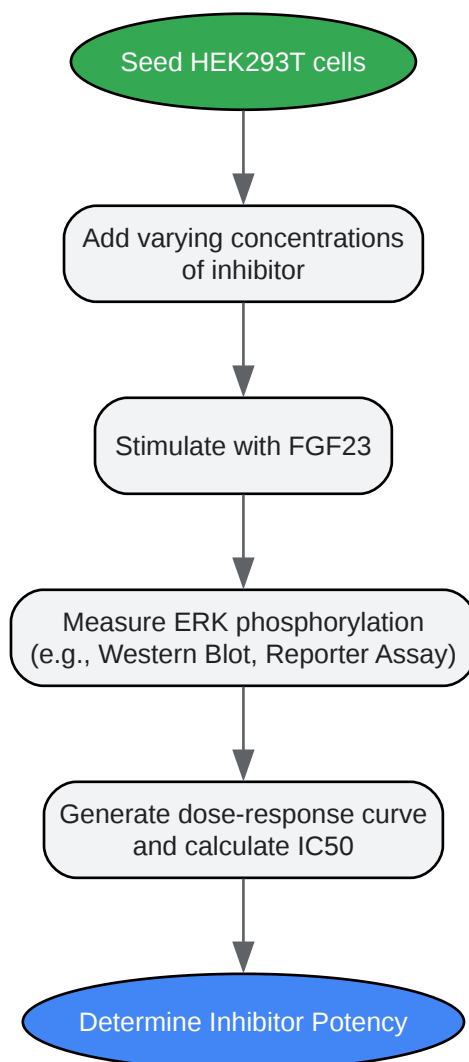 Seed HEK293T cells
Add varying concentrations
of inhibitor
Stimulate with FGF23
Measure ERK phosphorylation
(e.g., Western Blot, Reporter Assay)
Generate dose-response curve
and calculate IC50
Determine Inhibitor Potency